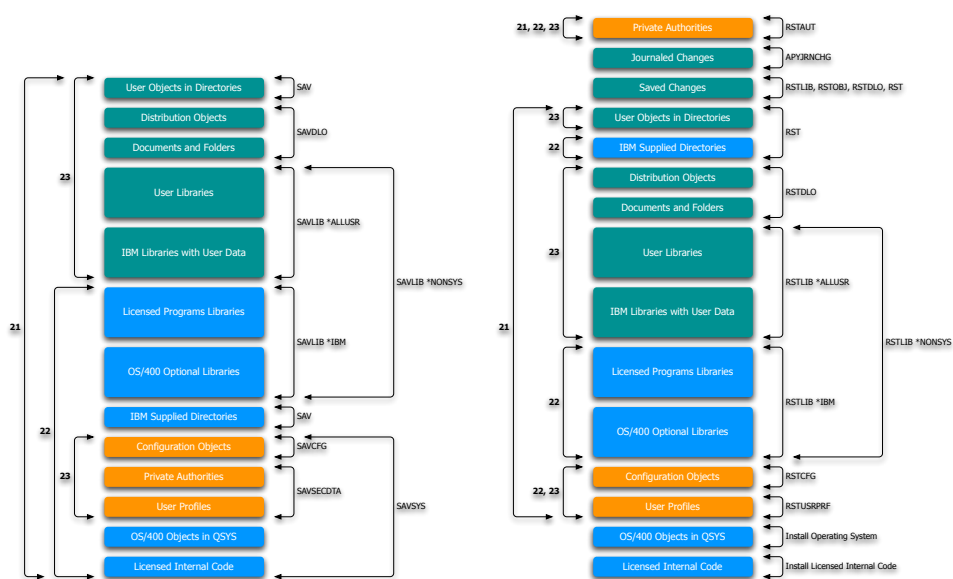 User Objects in Directories
SAV
Distribution Objects
SAVDLO
Documents and Folders
23
User Libraries
SAVLIB *ALLUSR
IBM Libraries with User Data
SAVLIB *NONSYS
Licensed Programs Libraries
21
SAVLIB *IBM
OS/400 Optional Libraries
IBM Supplied Directories
SAV
22
Configuration Objects
SAVCFG
23
Private Authorities
SAVSECDTA
User Profiles
SAVSYS
OS/400 Objects in QSYS
Licensed Internal Code
21, 22, 23
Private Authorities
RSTAUT
Journaled Changes
APYJRNCHG
Saved Changes
RSTLIB, RSTOBJ, RSTDLO, RST
23
User Objects in Directories
RST
22
IBM Supplied Directories
Distribution Objects
RSTDLO
Documents and Folders
23
User Libraries
RSTLIB *ALLUSR
IBM Libraries with User Data
21
RSTLIB *NONSYS
Licensed Programs Libraries
22
RSTLIB *IBM
OS/400 Optional Libraries
Configuration Objects
RSTCFG
22, 23
User Profiles
RSTUSRPRF
OS/400 Objects in QSYS
Install Operating System
Licensed Internal Code
Install Licensed Internal Code